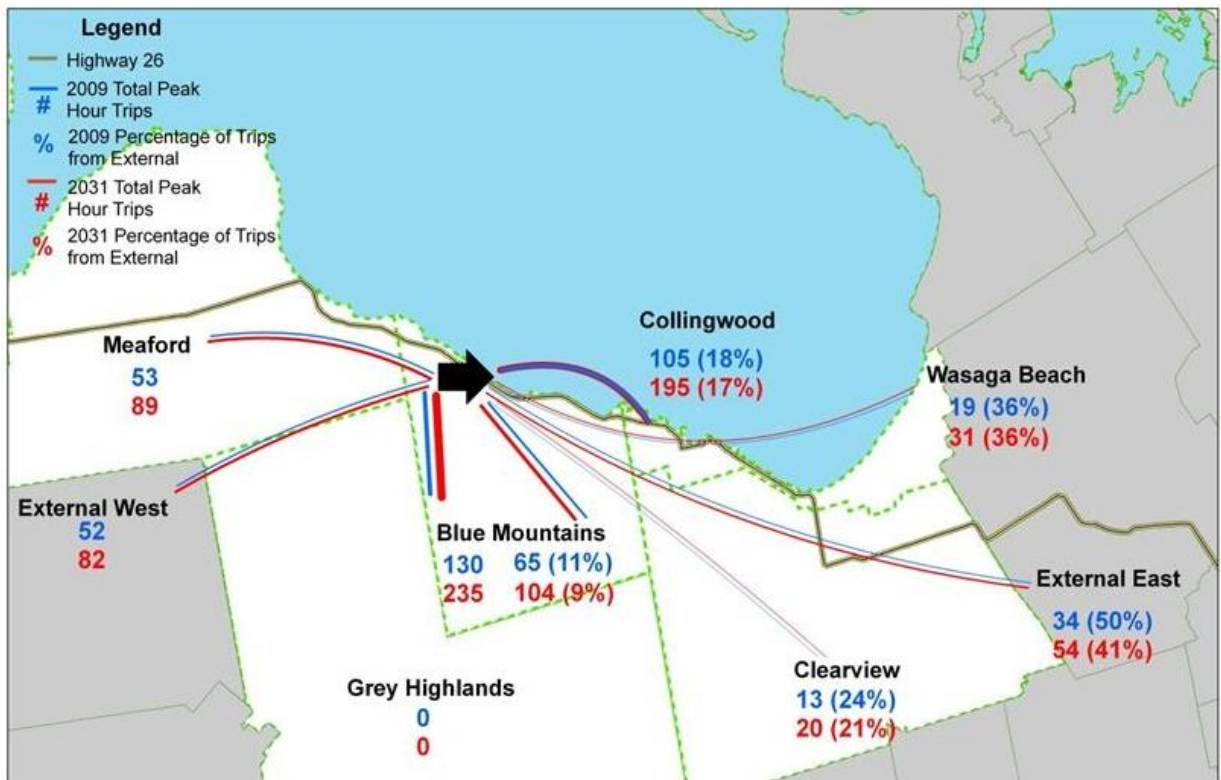 Legend
Highway 26
2009 Total Peak
# Hour Trips
% 2009 Percentage of Trips
from External
2031 Total Peak
# Hour Trips
% 2031 Percentage of Trips
from External
Meaford
53
89
Collingwood
105 (18%)
195 (17%)
Wasaga Beach
19 (36%)
31 (36%)
External West
52
82
Blue Mountains
130 65 (11%)
235 104 (9%)
External East
34 (50%)
54 (41%)
Clearview
13 (24%)
20 (21%)
Grey Highlands
0
0